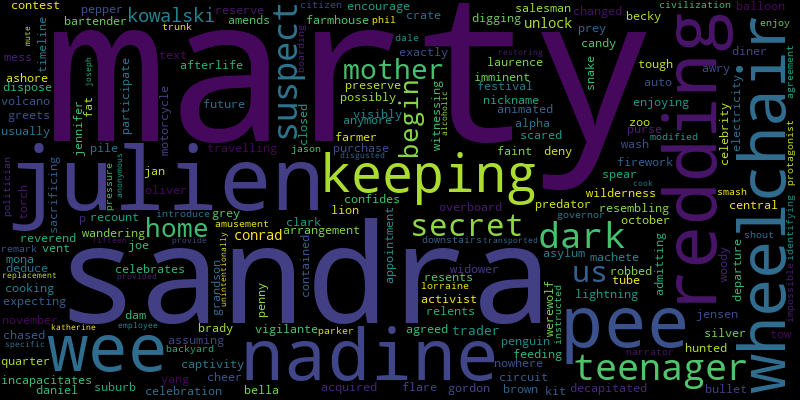 contest
pepper
bartender
kowalski
reserve
amends
citizen
encourage
phil
changed
becky
civilization
balloon
mute
timeline
trunk
suspect
farmhouse
crate
digging
salesman
unlock
prey
enjoy
marty
text
boarding
dale
exactly
candy
diner
agreement
mess
ashore
dispose
volcano
greets
usually
joseph
fat
jennifer
participate
afterlife
future
motorcycle
mother
preserve
possibly
visibly
anymore
laurence
imminent
festival
nickname
animated
alpha
scared
restoring
snake
tough
auto
enjoying
zoo
purse
wash
awry
modified
redding
celebrity
electricity
wheelchair
protagonist
closed
jason
farmer
purchase
begin
witnessing
alcoholic
faint
deny
firework
smash
central
pile
travelling
disgusted
julien
keeping
spear
wilderness
cook
politician
torch
sacrificing
pressure
anonymous
jan
oliver
confides
lion
overboard
predator
resembling
governor
october
p
recount
introduce
grey
amusement
clark
secret
dark
woody
shout
identifying
impossible
wandering
home
reverend
vent
joe
fifteen
provide
conrad
arrangement
downstairs
transported
asylum
robbed
machete
admitting
departure
remark
deduce
mona
celebrates
sandra
unintentionally
grandson
penny
contained
appointment
resents
widower
us
tube
lightning
replacement
cooking
expecting
provided
lorraine
activist
relents
werewolf
instructed
jensen
november
dam
brady
vigilante
parker
agreed
trader
penguin
pee
silver
tow
chased
katherine
employee
assuming
specific
wee
backyard
nadine
feeding
nowhere
teenager
hunted
narrator
quarter
captivity
incapacitates
yang
cheer
circuit
daniel
suburb
celebration
bella
acquired
flare
gordon
brown
kit
decapitated
bullet